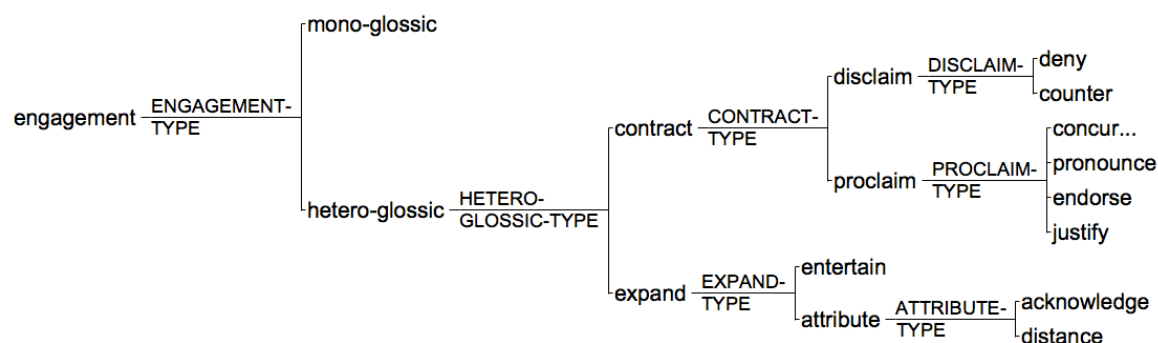 mono-glossic
engagement ENGAGEMENT-
TYPE
hetero-glossic HETERO-
GLOSSIC-TYPE
contract CONTRACT-
TYPE
disclaim DISCLAIM-
TYPE
deny
counter
proclaim PROCLAIM-
TYPE
concur...
pronounce
endorse
justify
expand EXPAND-
TYPE
entertain
attribute ATTRIBUTE-
TYPE
acknowledge
distance